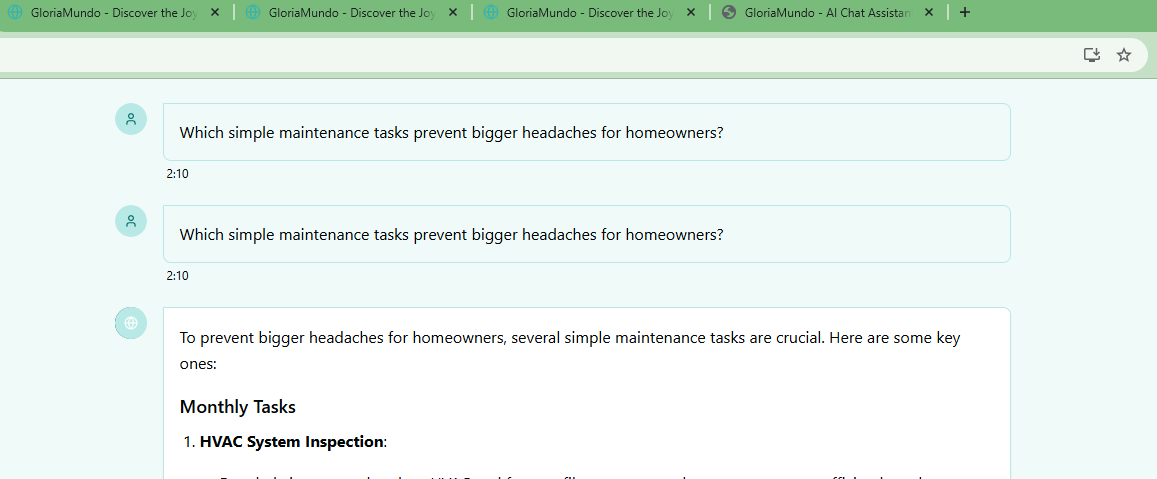 GloriaMundo - Discover the Joy
GloriaMundo - Discover the Joy
GloriaMundo - Discover the Joy
GloriaMundo - AI Chat Assistan
Which simple maintenance tasks prevent bigger headaches for homeowners?
2:10
Which simple maintenance tasks prevent bigger headaches for homeowners?
2:10
To prevent bigger headaches for homeowners, several simple maintenance tasks are crucial. Here are some key
ones:
Monthly Tasks
1. HVAC System Inspection: